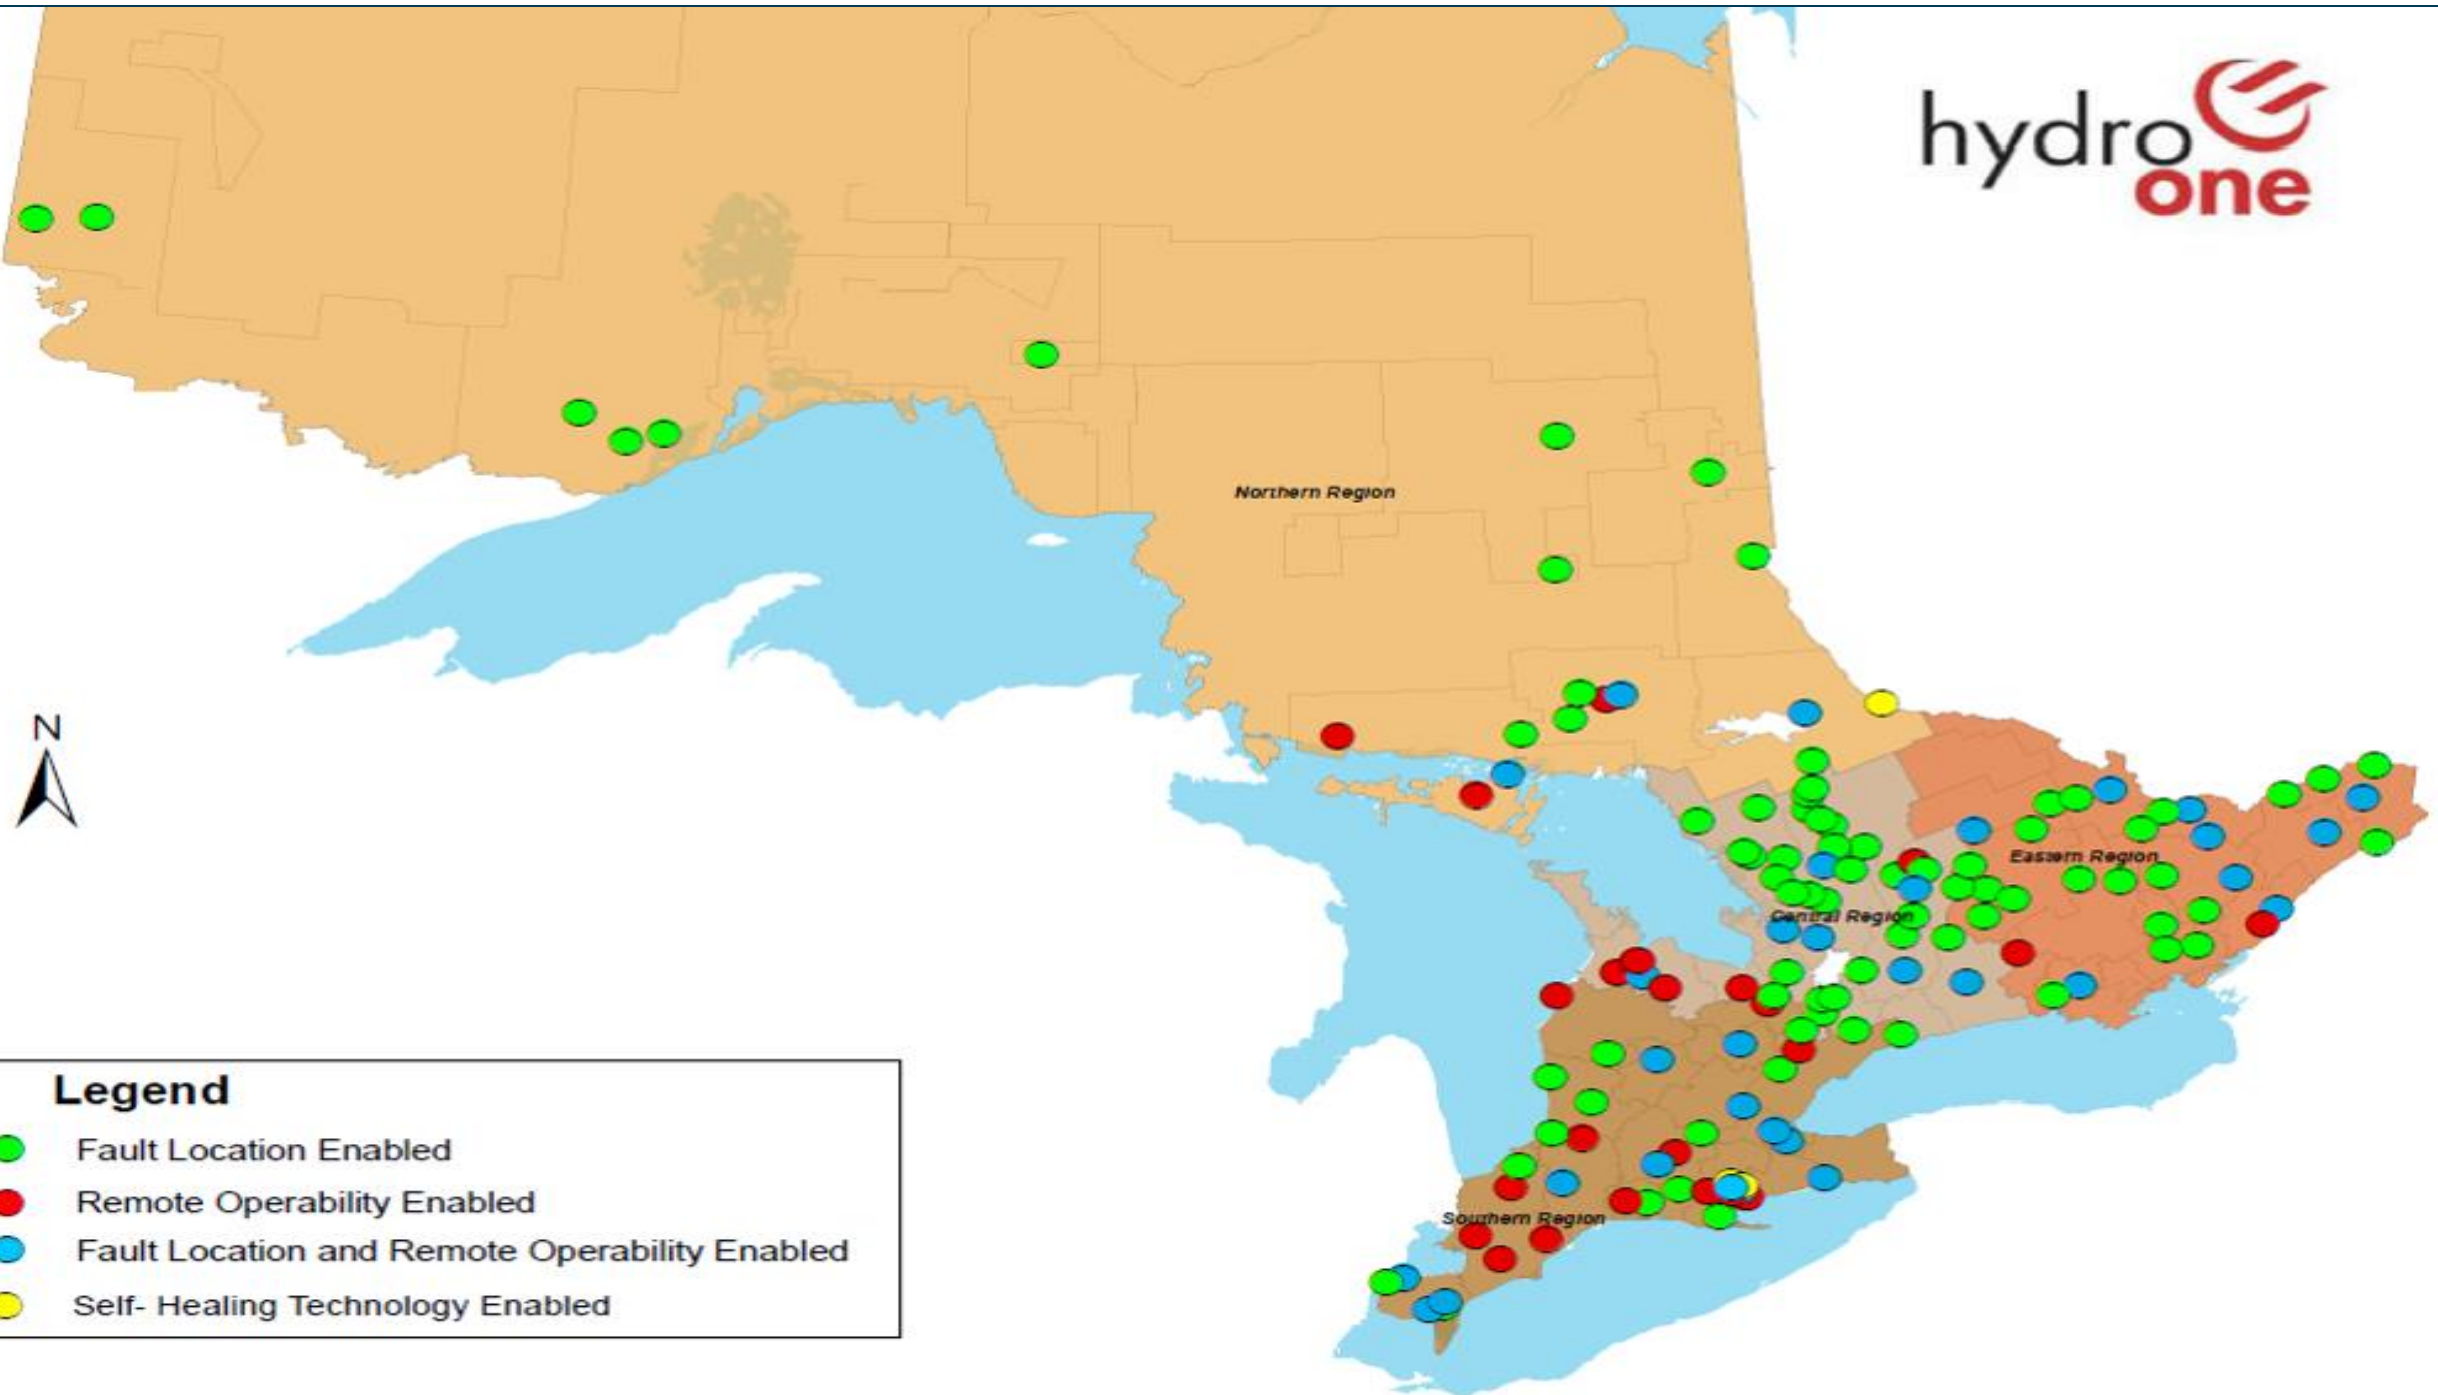 hydro
one
Northern Region
N
Eastern Region
Central Region
Legend
Fault Location Enabled
Remote Operability Enabled
Fault Location and Remote Operability Enabled
Southern Region
Self- Healing Technology Enabled